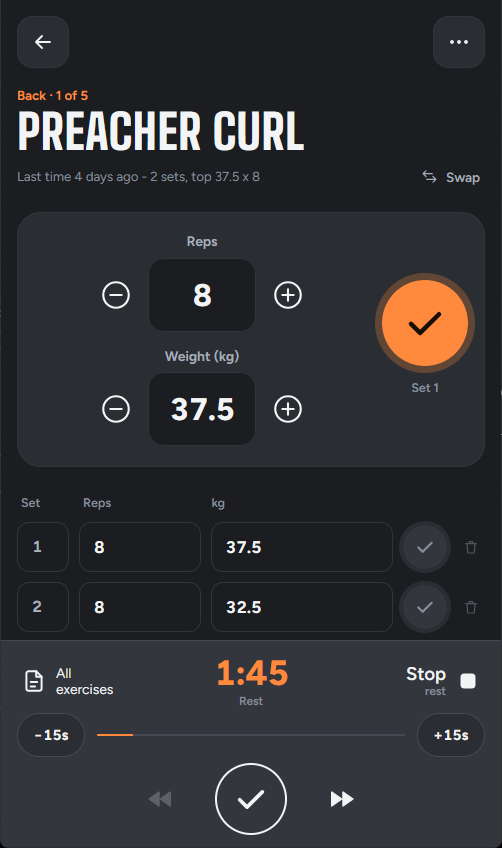 Back · 1 of 5
PREACHER CURL
Last time 4 days ago - 2 sets, top 37.5 x 8
Swap
Reps
8
Weight (kg)
37.5
Set 1
Set Reps kg
1 8 37.5
2 8 32.5
All
exercises
1:45
Rest
Stop
rest
-15s
+15s